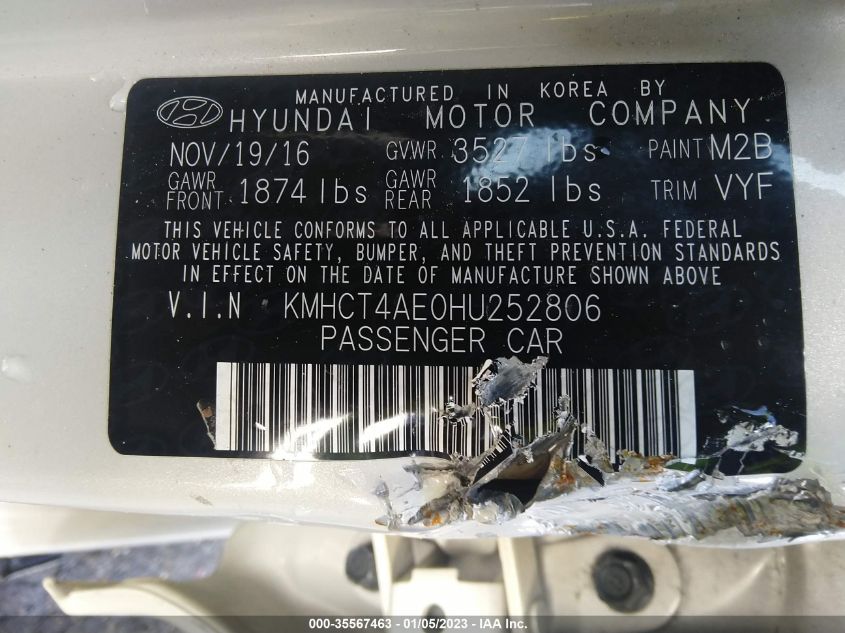 MANUFACTURED IN KOREA BY
HYUNDAI MOTOR COMPANY
NOV/19/16 GVWR 3527 lbs PAINT M2B
GAWR FRONT 1874 lbs GAWR REAR 1852 lbs TRIM VYF
THIS VEHICLE CONFORMS TO ALL APPLICABLE U.S.A. FEDERAL
MOTOR VEHICLE SAFETY, BUMPER, AND THEFT PREVENTION STANDARDS
IN EFFECT ON THE DATE OF MANUFACTURE SHOWN ABOVE
V.I.N KMHCT4AE0HU252806
PASSENGER CAR
000-35567463 - 01/05/2023 - IAA Inc.